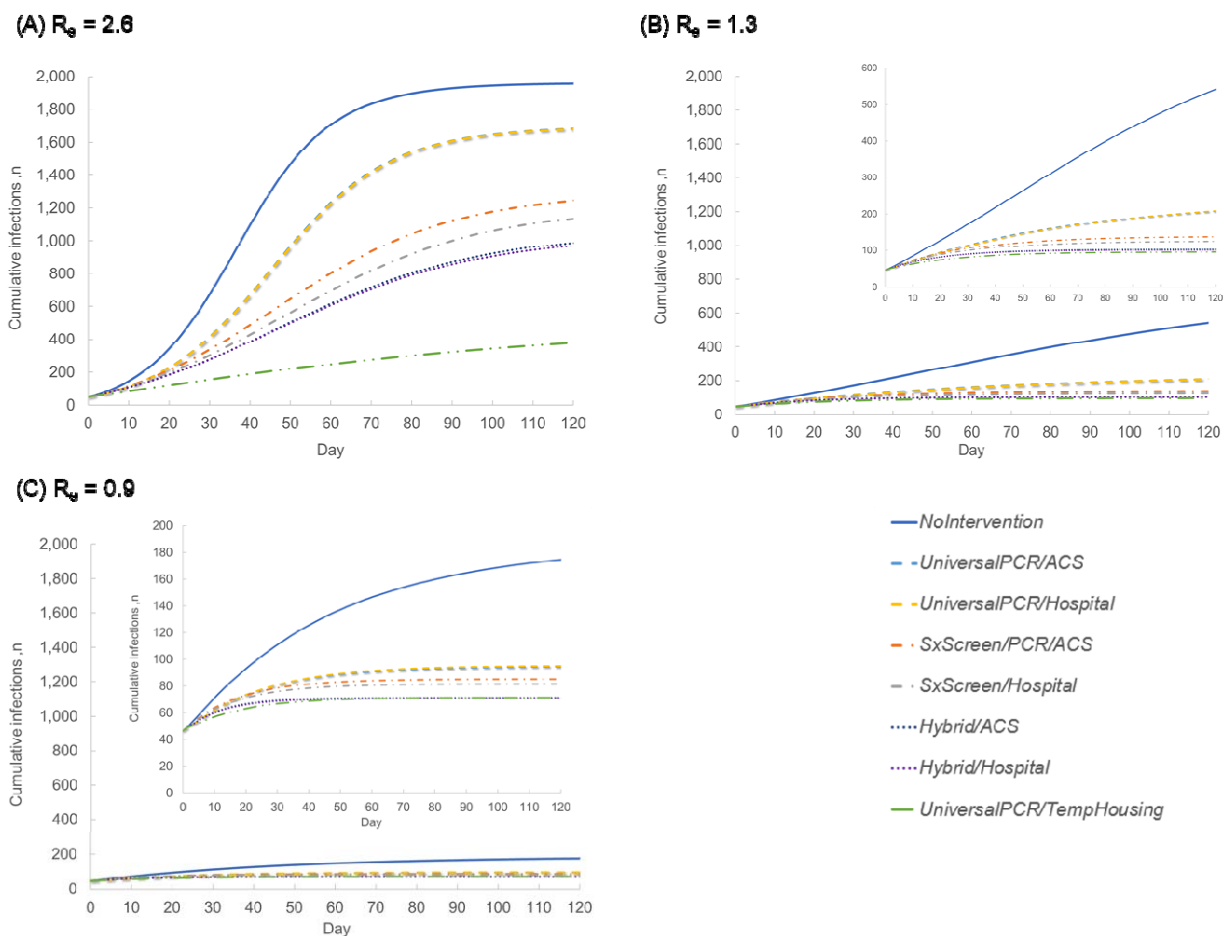 (A) Re = 2.6
Cumulative infections ,n
2,000
1,800
1,600
1,400
1,200
1,000
800
600
400
200
0
0 10 20 30 40 50 60 70 80 90 100 110 120
Day
(B) Re = 1.3
Cumulative infections ,n
2,000
1,800
1,600
1,400
1,200
1,000
800
600
400
200
0
0 10 20 30 40 50 60 70 80 90 100 110 120
Day
600
500
400
300
200
100
0
0 10 20 30 40 50 60 70 80 90 100 110 120
(C) Re = 0.9
Cumulative infections ,n
2,000
1,800
1,600
1,400
1,200
1,000
800
600
400
200
0
0 10 20 30 40 50 60 70 80 90 100 110 120
Day
Cumulative infections ,n
200
180
160
140
120
100
80
60
40
20
0
0 10 20 30 40 50 60 70 80 90 100 110 120
Day
NoIntervention
UniversalPCR/ACS
UniversalPCR/Hospital
SxScreen/PCR/ACS
SxScreen/Hospital
Hybrid/ACS
Hybrid/Hospital
UniversalPCR/TempHousing